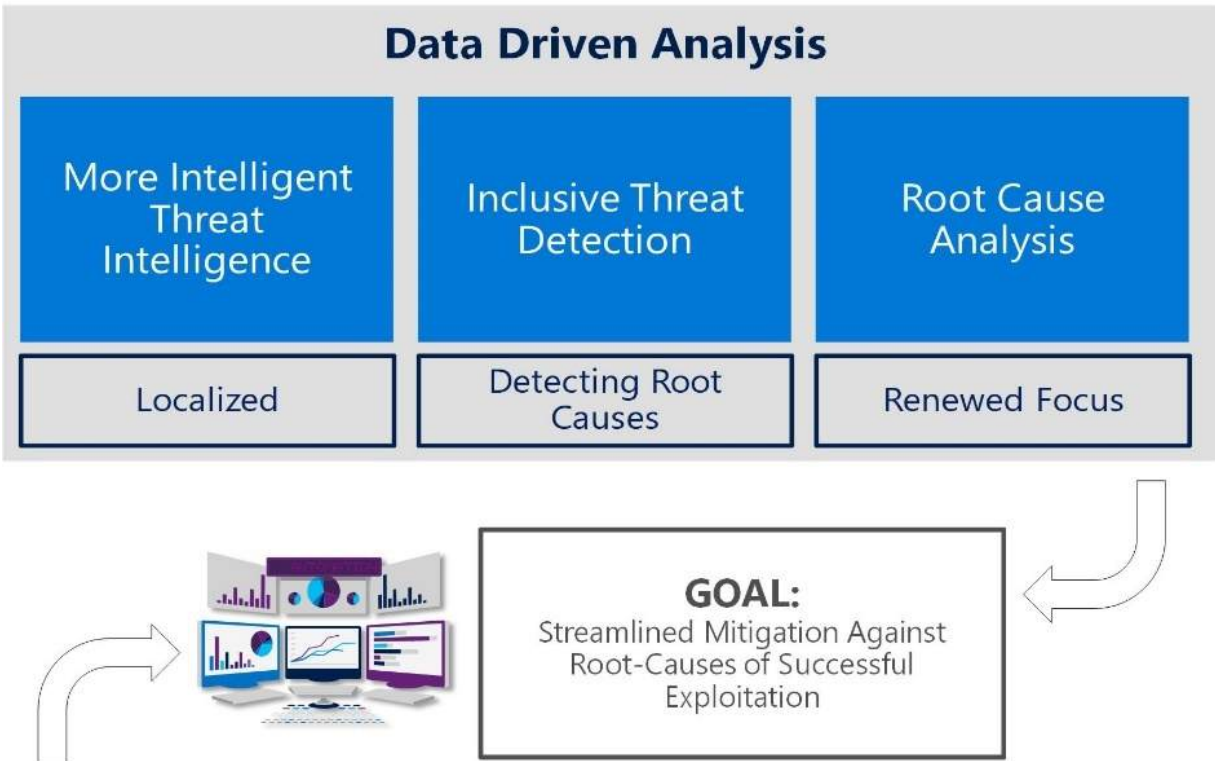 Data Driven Analysis
More Intelligent
Threat
Intelligence
Inclusive Threat
Detection
Root Cause
Analysis
Localized
Detecting Root
Causes
Renewed Focus
GOAL:
Streamlined Mitigation Against
Root-Causes of Successful
Exploitation